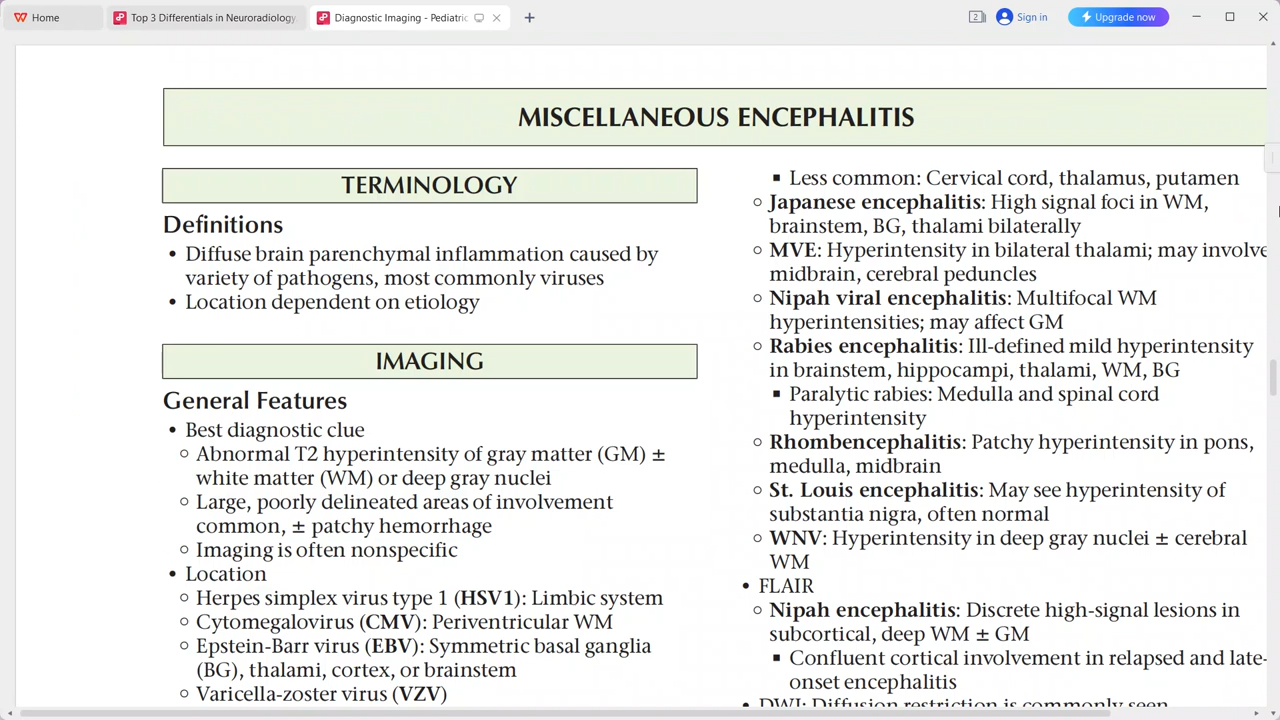 Home
Top 3 Differentials in Neuroradiology.
Diagnostic Imaging - Pediatric
2
Sign in
Upgrade now
MISCELLANEOUS ENCEPHALITIS
TERMINOLOGY
Definitions
• Diffuse brain parenchymal inflammation caused by
variety of pathogens, most commonly viruses
• Location dependent on etiology
IMAGING
General Features
• Best diagnostic clue
○ Abnormal T2 hyperintensity of gray matter (GM) ±
white matter (WM) or deep gray nuclei
○ Large, poorly delineated areas of involvement
common, ± patchy hemorrhage
○ Imaging is often nonspecific
• Location
○ Herpes simplex virus type 1 (HSV1): Limbic system
○ Cytomegalovirus (CMV): Periventricular WM
○ Epstein-Barr virus (EBV): Symmetric basal ganglia
(BG), thalami, cortex, or brainstem
○ Varicella-zoster virus (VZV)
▪ Less common: Cervical cord, thalamus, putamen
○ Japanese encephalitis: High signal foci in WM,
brainstem, BG, thalami bilaterally
○ MVE: Hyperintensity in bilateral thalami; may involve
midbrain, cerebral peduncles
○ Nipah viral encephalitis: Multifocal WM
hyperintensities; may affect GM
○ Rabies encephalitis: Ill-defined mild hyperintensity
in brainstem, hippocampi, thalami, WM, BG
▪ Paralytic rabies: Medulla and spinal cord
hyperintensity
○ Rhombencephalitis: Patchy hyperintensity in pons,
medulla, midbrain
○ St. Louis encephalitis: May see hyperintensity of
substantia nigra, often normal
○ WNV: Hyperintensity in deep gray nuclei ± cerebral
WM
• FLAIR
○ Nipah encephalitis: Discrete high-signal lesions in
subcortical, deep WM ± GM
▪ Confluent cortical involvement in relapsed and late-
onset encephalitis
• DWI: Diffusion restriction is commonly seen